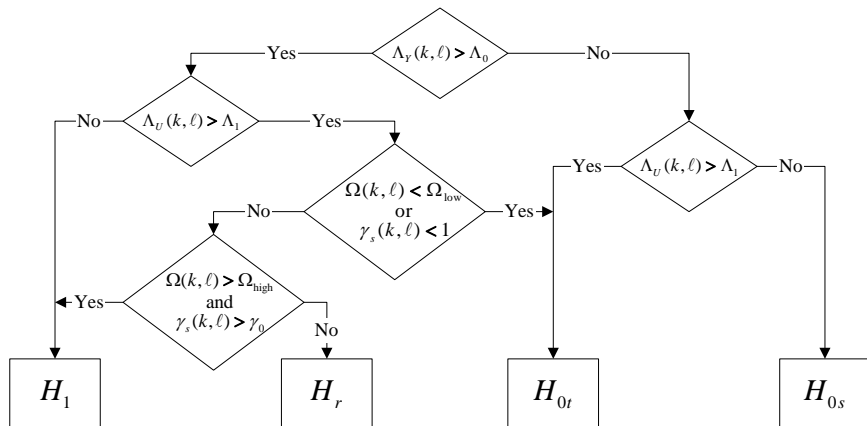 Λ_Y(k,ℓ) > Λ_0
Yes
No
Λ_U(k,ℓ) > Λ_1
No
Yes
Λ_U(k,ℓ) > Λ_1
Yes
No
Ω(k,ℓ) < Ω_low
or
γ_s(k,ℓ) < 1
No
Yes
Ω(k,ℓ) > Ω_high
and
γ_s(k,ℓ) > γ_0
Yes
No
H_1
H_r
H_0t
H_0s